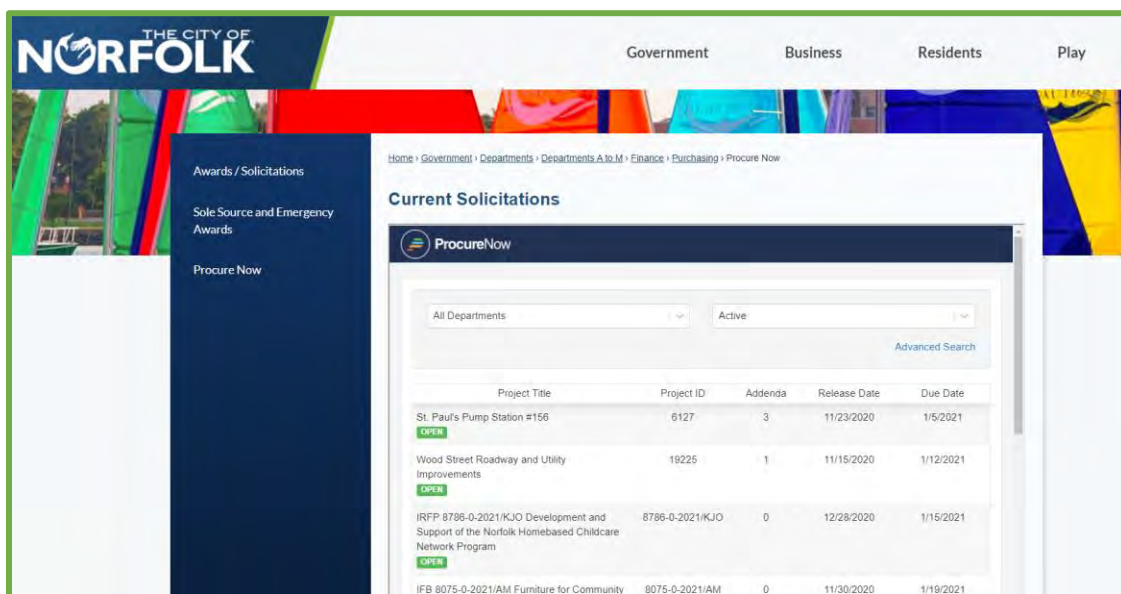 THE CITY OF
NORFOLK
Government Business Residents Play
Awards / Solicitations
Sole Source and Emergency
Awards
Procure Now
Home › Government › Departments › Departments A to M › Finance › Purchasing › Procure Now
Current Solicitations
ProcureNow
All Departments
Active
Advanced Search
Project Title Project ID Addenda Release Date Due Date
St. Paul's Pump Station #156 6127 3 11/23/2020 1/5/2021
OPEN
Wood Street Roadway and Utility 19225 1 11/15/2020 1/12/2021
Improvements
OPEN
IRFP 8786-0-2021/KJO Development and 8786-0-2021/KJO 0 12/28/2020 1/15/2021
Support of the Norfolk Homebased Childcare
Network Program
OPEN
IFB 8075-0-2021/AM Furniture for Community 8075-0-2021/AM 0 11/30/2020 1/19/2021